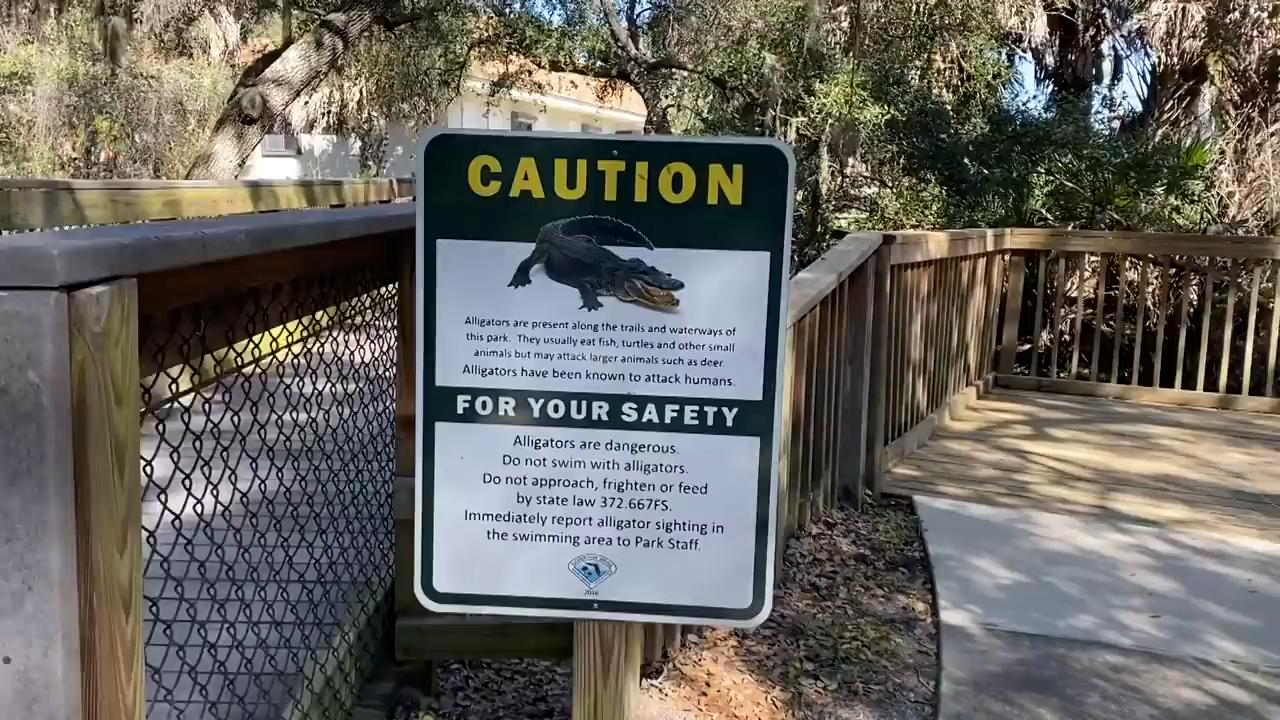 CAUTION
Alligators are present along the trails and waterways of
this park. They usually eat fish, turtles and other small
animals but may attack larger animals such as deer.
Alligators have been known to attack humans.
FOR YOUR SAFETY
Alligators are dangerous.
Do not swim with alligators.
Do not approach, frighten or feed
by state law 372.667FS.
Immediately report alligator sighting in
the swimming area to Park Staff.
2016